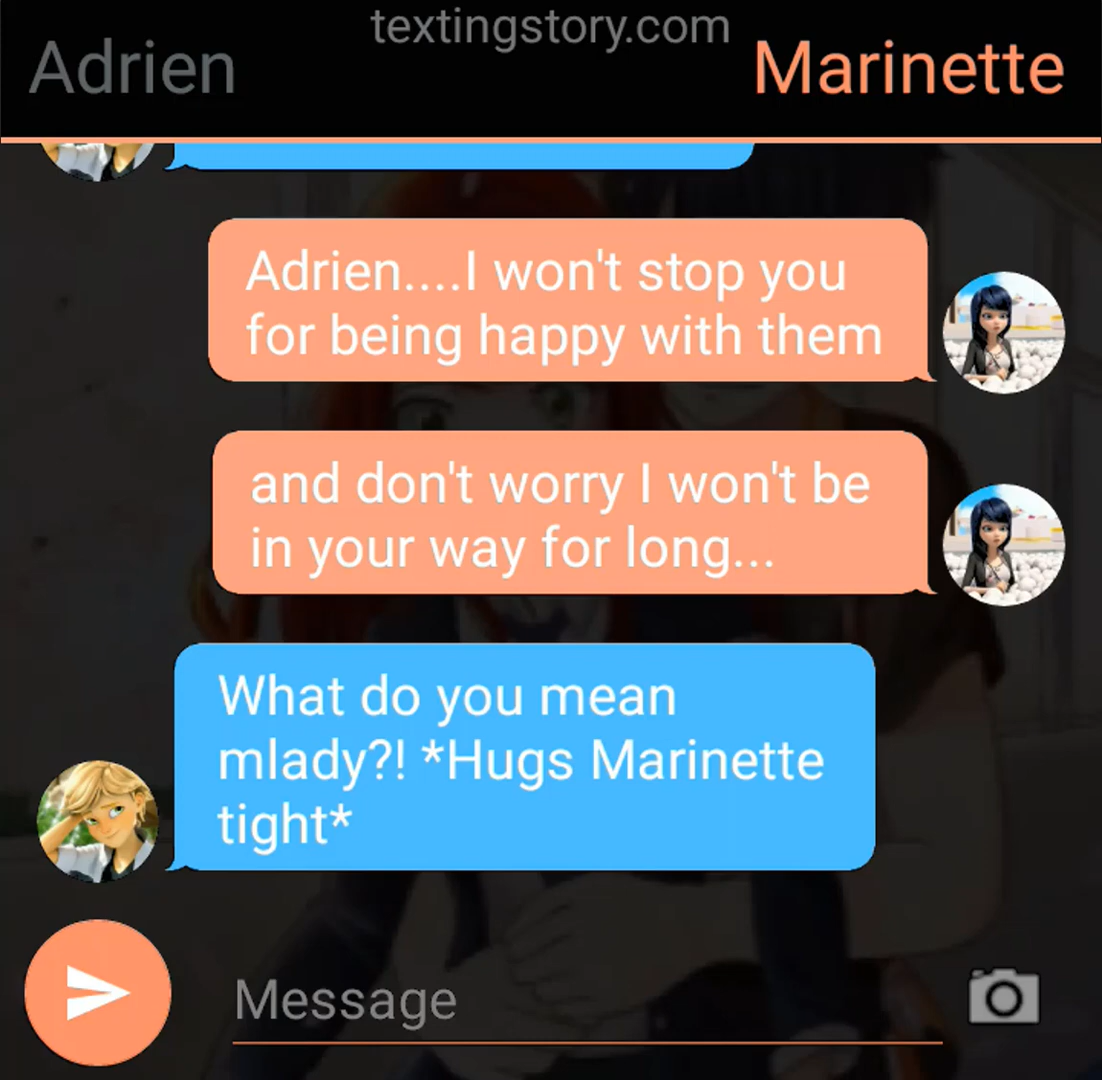 textingstory.com
Adrien
Marinette
Adrien....I won't stop you
for being happy with them
and don't worry I won't be
in your way for long...
What do you mean
mlady?! *Hugs Marinette
tight*
Message